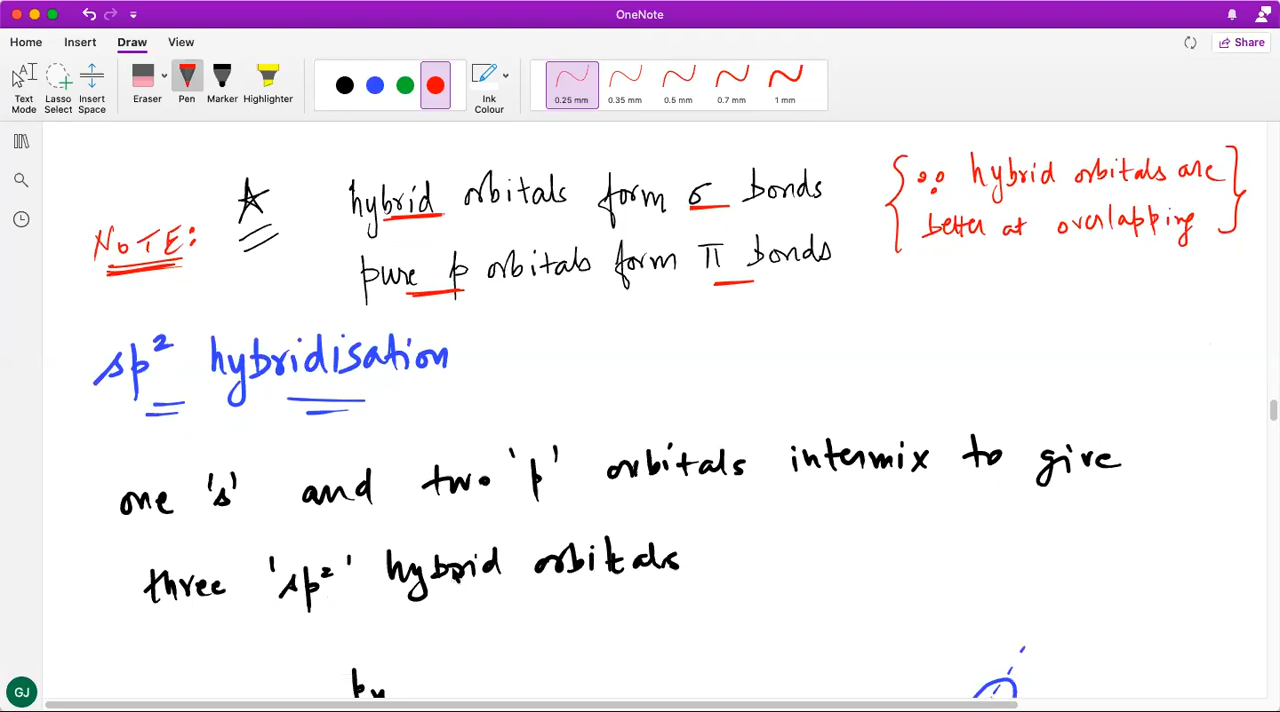 OneNote
Home Insert Draw View
Share
Text Mode
Lasso Select
Insert Space
Eraser
Pen
Marker
Highlighter
Ink Colour
0.25 mm
0.35 mm
0.5 mm
0.7 mm
1 mm
NOTE:
hybrid orbitals form σ bonds
pure p orbitals form π bonds
{ ∵ hybrid orbitals are
better at overlapping }
sp² hybridisation
one 's' and two 'p' orbitals intermix to give
three 'sp²' hybrid orbitals
GJ